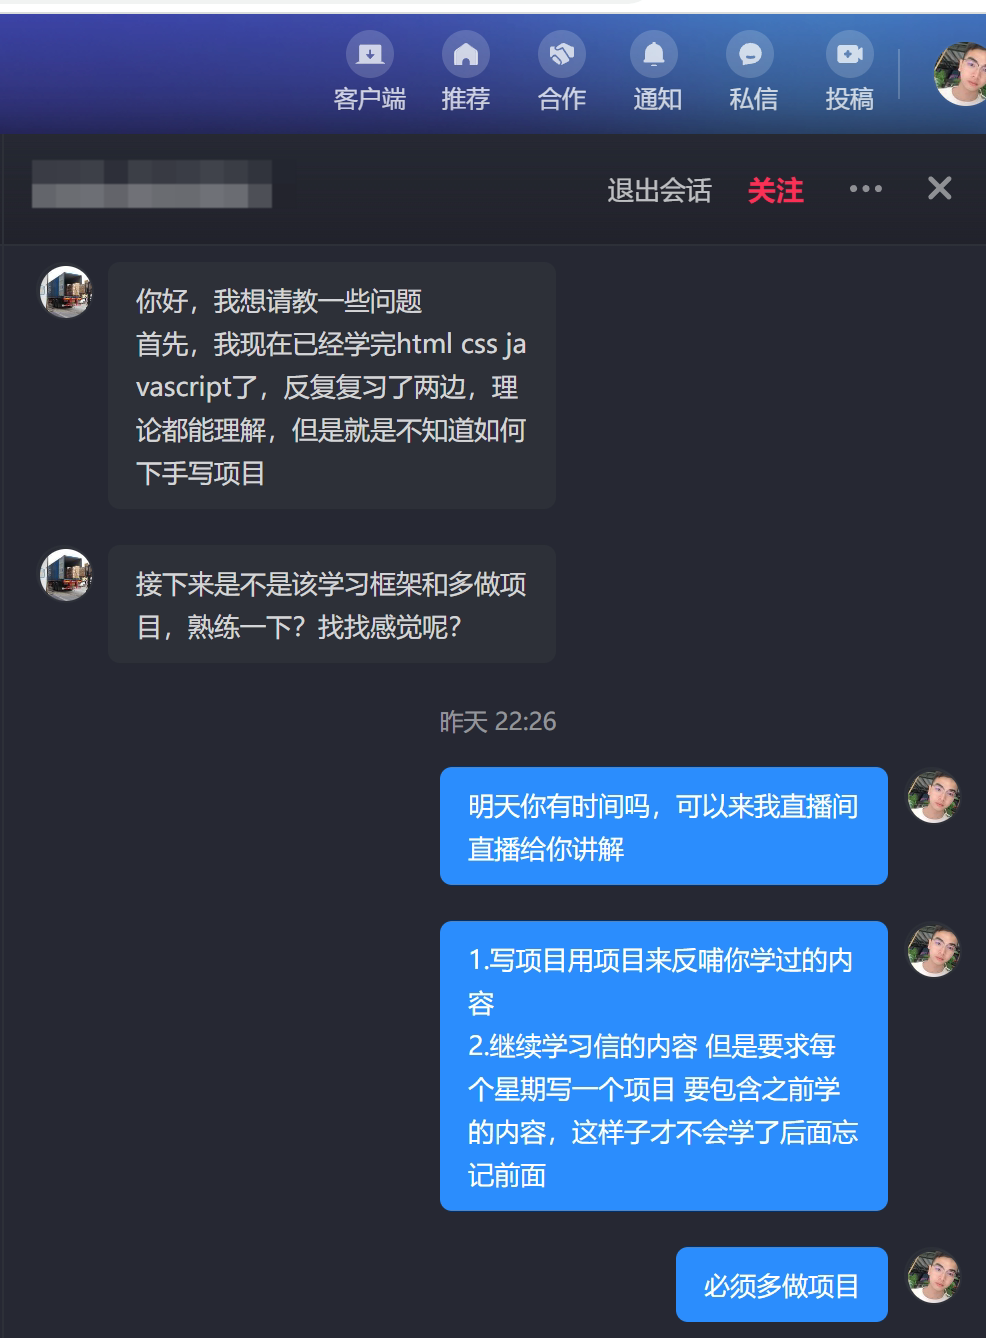 客户端 推荐 合作 通知 私信 投稿
退出会话 关注
你好，我想请教一些问题
首先，我现在已经学完html css ja
vascript了，反复复习了两边，理
论都能理解，但是就是不知道如何
下手写项目
接下来是不是该学习框架和多做项
目，熟练一下？找找感觉呢？
昨天 22:26
明天你有时间吗，可以来我直播间
直播给你讲解
1.写项目用项目来反哺你学过的内
容
2.继续学习信的内容 但是要求每
个星期写一个项目 要包含之前学
的内容，这样子才不会学了后面忘
记前面
必须多做项目